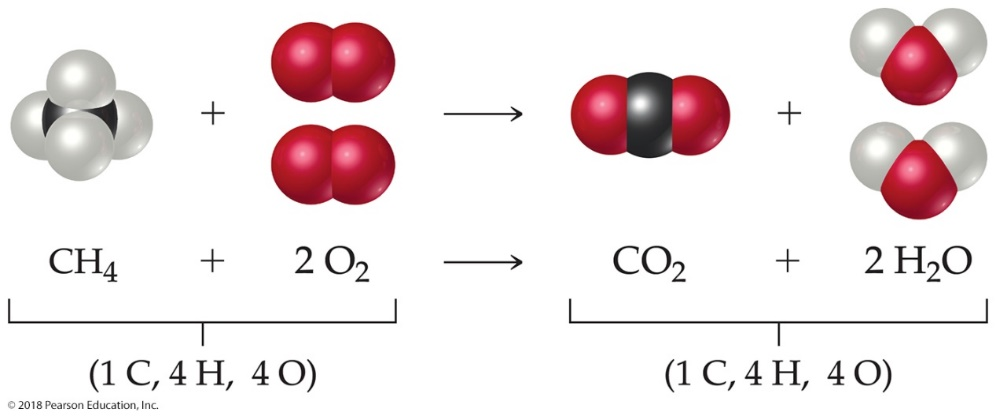 + +
CH₄ + 2 O₂ → CO₂ + 2 H₂O
(1 C, 4 H, 4 O) (1 C, 4 H, 4 O)
© 2018 Pearson Education, Inc.